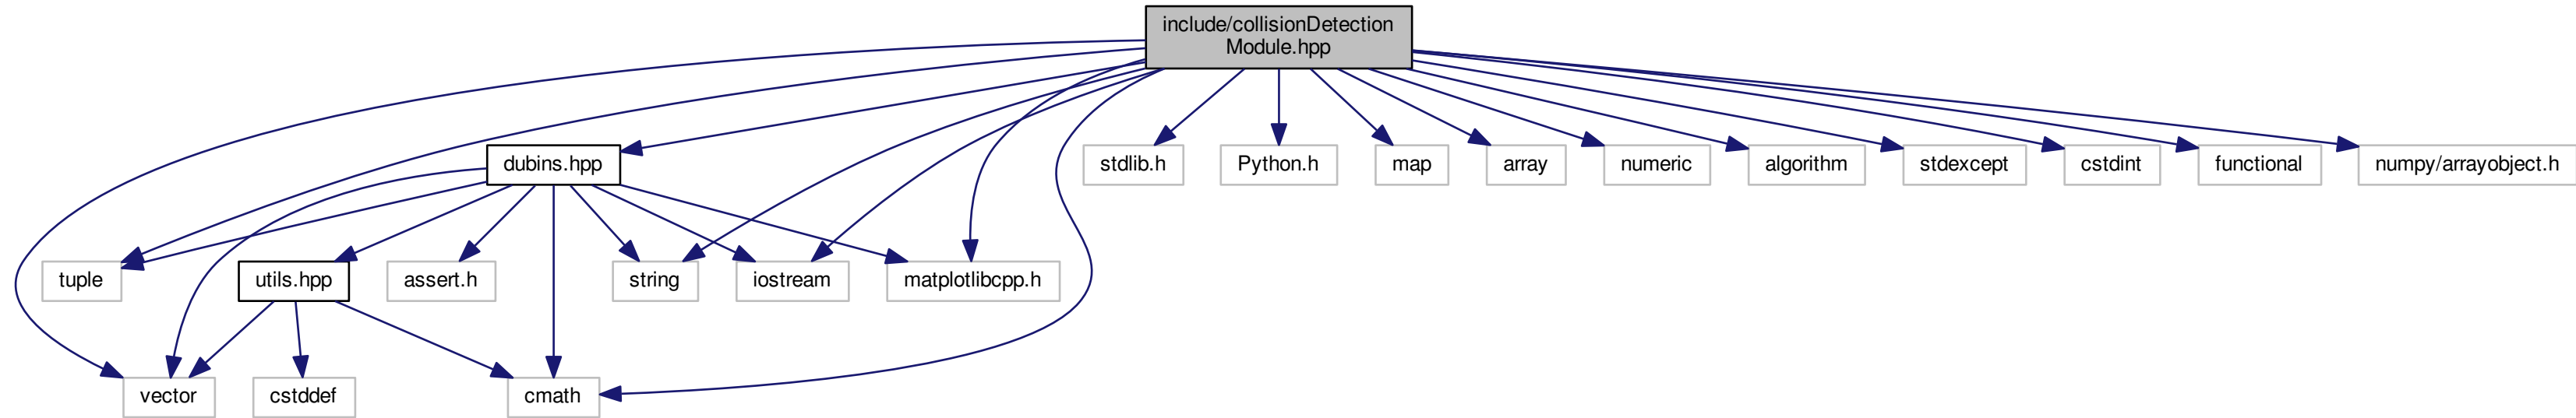 include/collisionDetection
Module.hpp
dubins.hpp
stdlib.h
Python.h
map
array
numeric
algorithm
stdexcept
cstdint
functional
numpy/arrayobject.h
tuple
utils.hpp
assert.h
string
iostream
matplotlibcpp.h
vector
cstddef
cmath